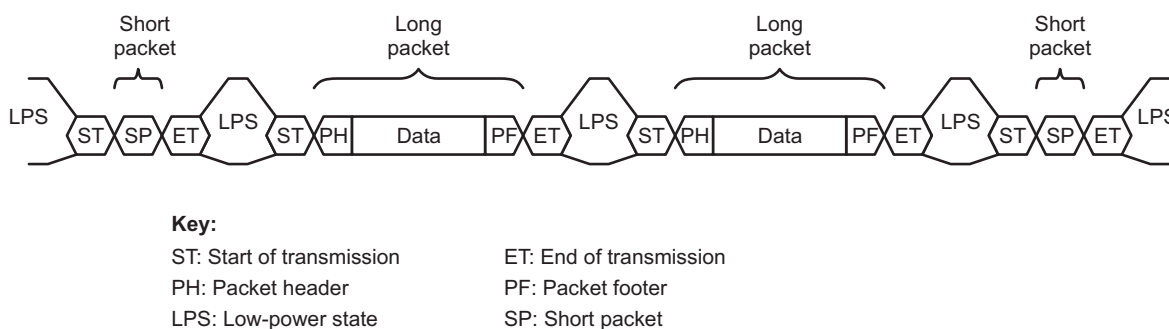 Short packet
Long packet
Long packet
Short packet
LPS ST SP ET LPS ST PH Data PF ET LPS ST PH Data PF ET LPS ST SP ET LPS
Key:
ST: Start of transmission
ET: End of transmission
PH: Packet header
PF: Packet footer
LPS: Low-power state
SP: Short packet